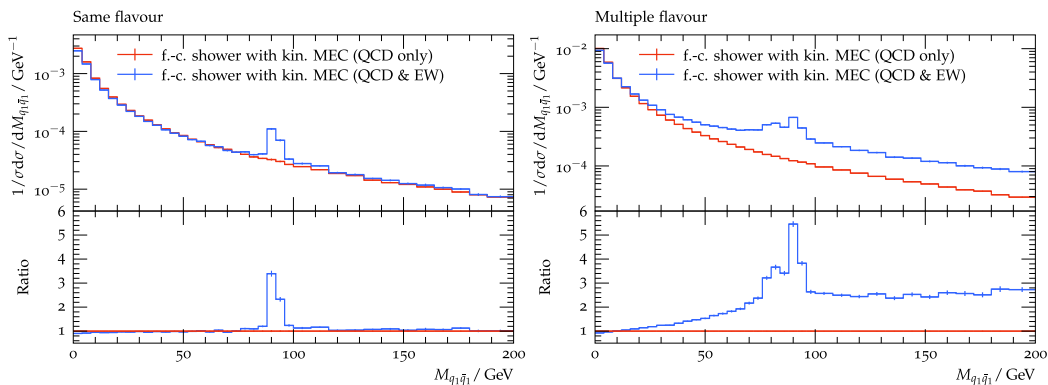 Same flavour
f.-c. shower with kin. MEC (QCD only)
f.-c. shower with kin. MEC (QCD & EW)
10⁻³
10⁻⁴
10⁻⁵
1/σ dσ/dM_{q₁q̄₁} / GeV⁻¹
6
5
4
3
2
1
Ratio
0 50 100 150 200
M_{q₁q̄₁} / GeV
Multiple flavour
f.-c. shower with kin. MEC (QCD only)
f.-c. shower with kin. MEC (QCD & EW)
10⁻²
10⁻³
10⁻⁴
1/σ dσ/dM_{q₁q̄₁} / GeV⁻¹
6
5
4
3
2
1
Ratio
0 50 100 150 200
M_{q₁q̄₁} / GeV